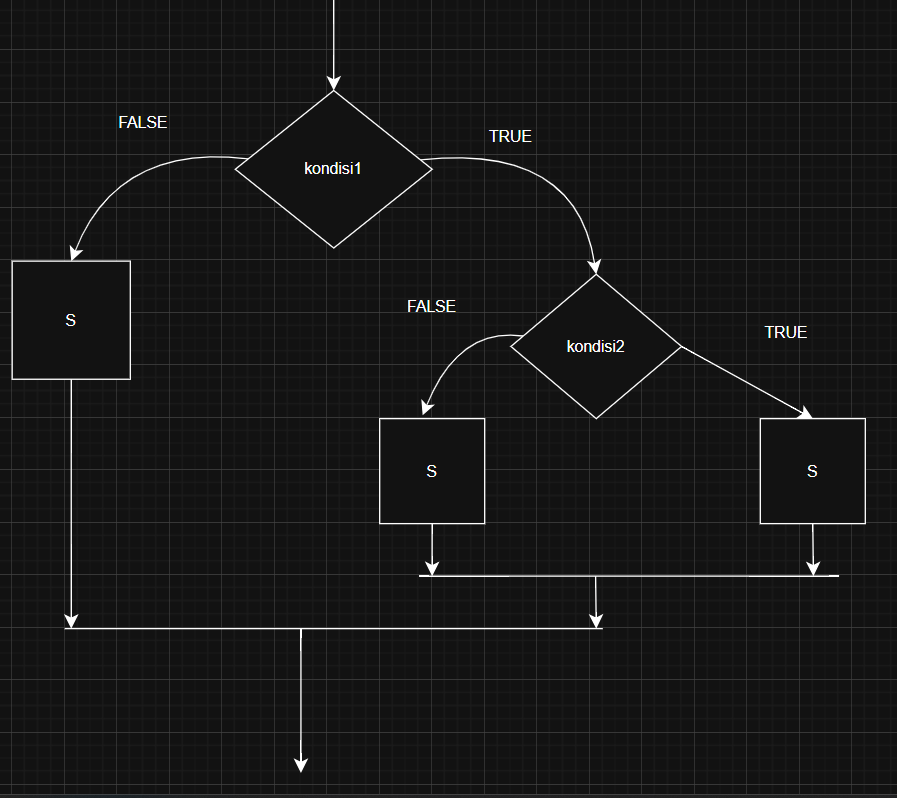 FALSE
TRUE
kondisi1
S
FALSE
TRUE
kondisi2
S
S